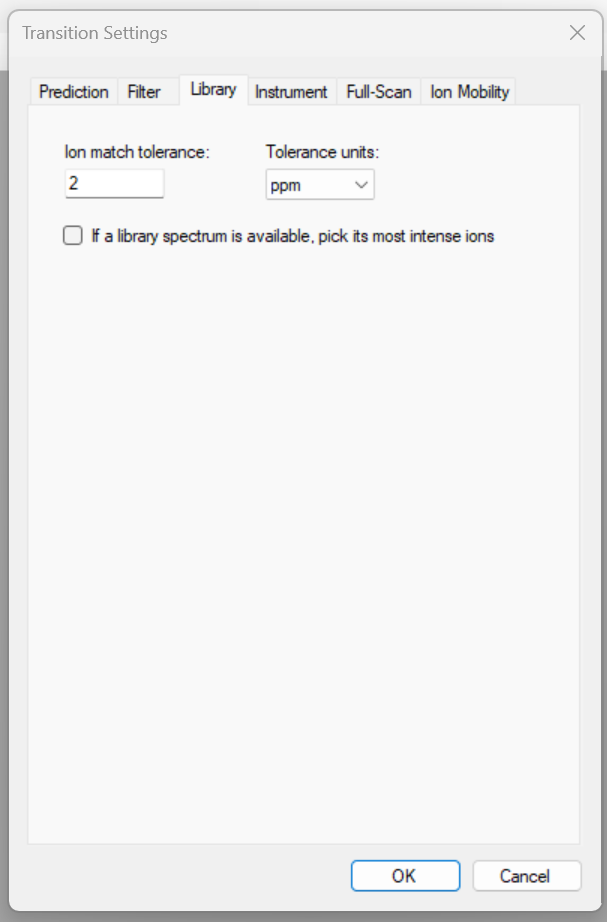 Transition Settings
Prediction Filter Library Instrument Full-Scan Ion Mobility
Ion match tolerance: Tolerance units:
2 ppm
If a library spectrum is available, pick its most intense ions
OK Cancel